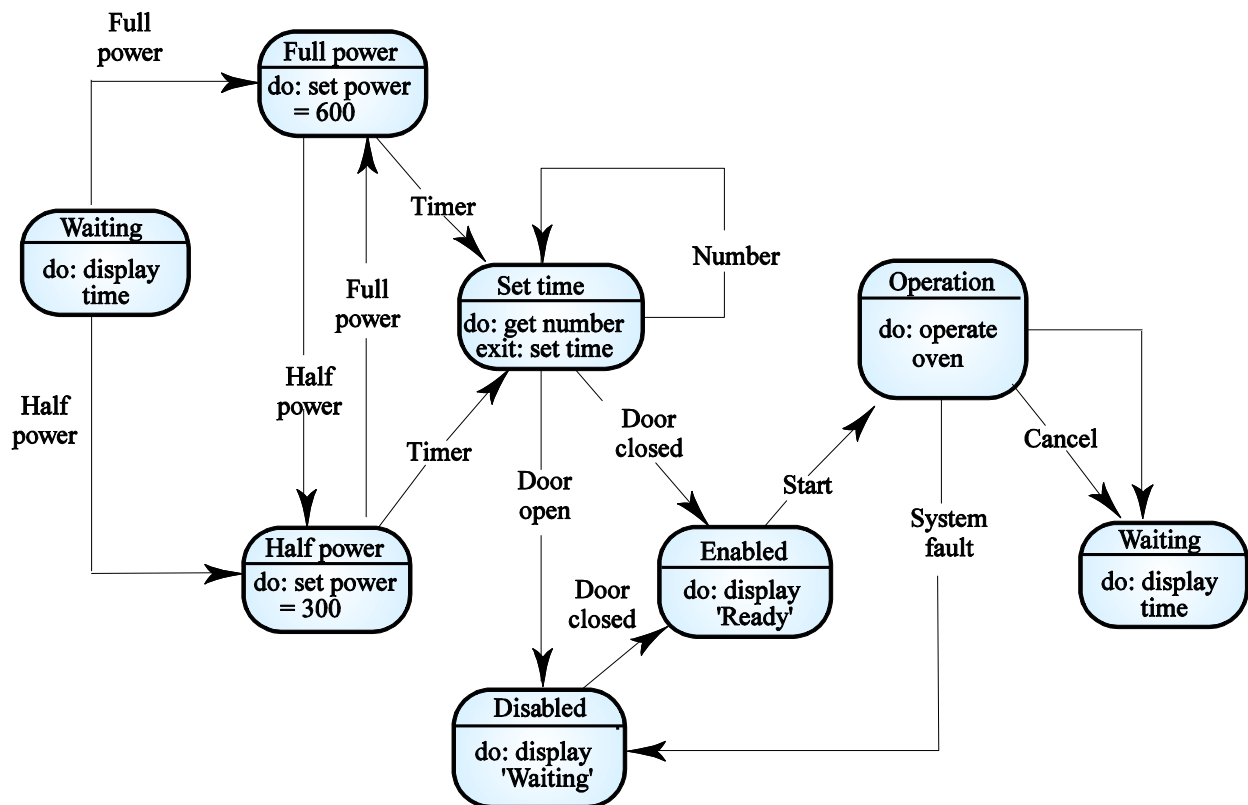 Full
power
Full power
do: set power
= 600
Timer
Waiting
do: display
time
Number
Full
power
Set time
do: get number
exit: set time
Operation
do: operate
oven
Half
power
Half
power
Door
closed
Cancel
Timer
Door
open
Start
System
fault
Half power
do: set power
= 300
Enabled
do: display
'Ready'
Waiting
do: display
time
Door
closed
Disabled
do: display
'Waiting'